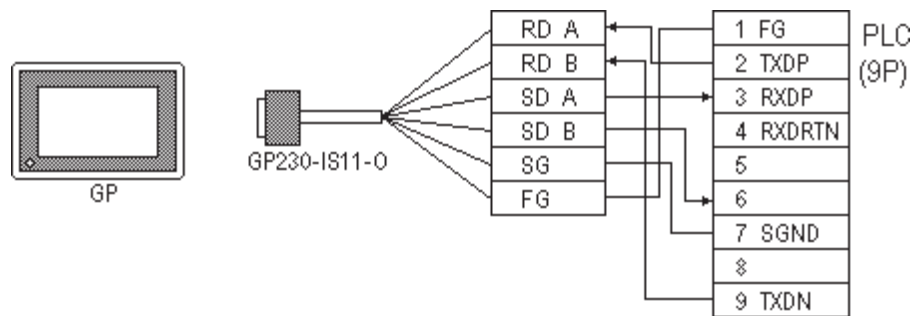 GP
GP230-IS11-O
RD A
RD B
SD A
SD B
SG
FG
1 FG
2 TXDP
3 RXDP
4 RXDRTN
5
6
7 SGND
8
9 TXDN
PLC
(9P)